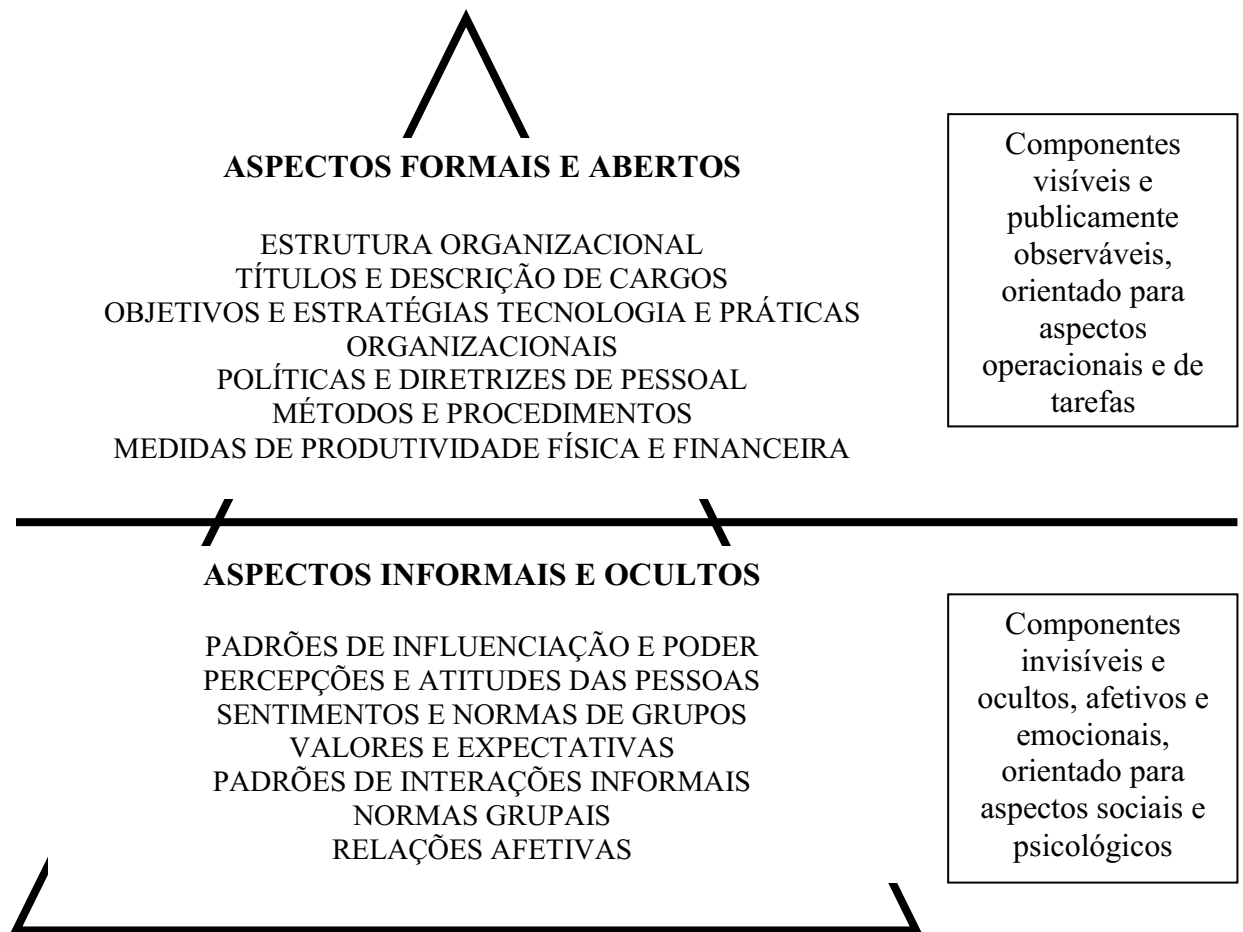 ASPECTOS FORMAIS E ABERTOS
ESTRUTURA ORGANIZACIONAL
TÍTULOS E DESCRIÇÃO DE CARGOS
OBJETIVOS E ESTRATÉGIAS TECNOLOGIA E PRÁTICAS
ORGANIZACIONAIS
POLÍTICAS E DIRETRIZES DE PESSOAL
MÉTODOS E PROCEDIMENTOS
MEDIDAS DE PRODUTIVIDADE FÍSICA E FINANCEIRA
Componentes
visíveis e
publicamente
observáveis,
orientado para
aspectos
operacionais e de
tarefas
ASPECTOS INFORMAIS E OCULTOS
PADRÕES DE INFLUENCIAÇÃO E PODER
PERCEPÇÕES E ATITUDES DAS PESSOAS
SENTIMENTOS E NORMAS DE GRUPOS
VALORES E EXPECTATIVAS
PADRÕES DE INTERAÇÕES INFORMAIS
NORMAS GRUPAIS
RELAÇÕES AFETIVAS
Componentes
invisíveis e
ocultos, afetivos e
emocionais,
orientado para
aspectos sociais e
psicológicos